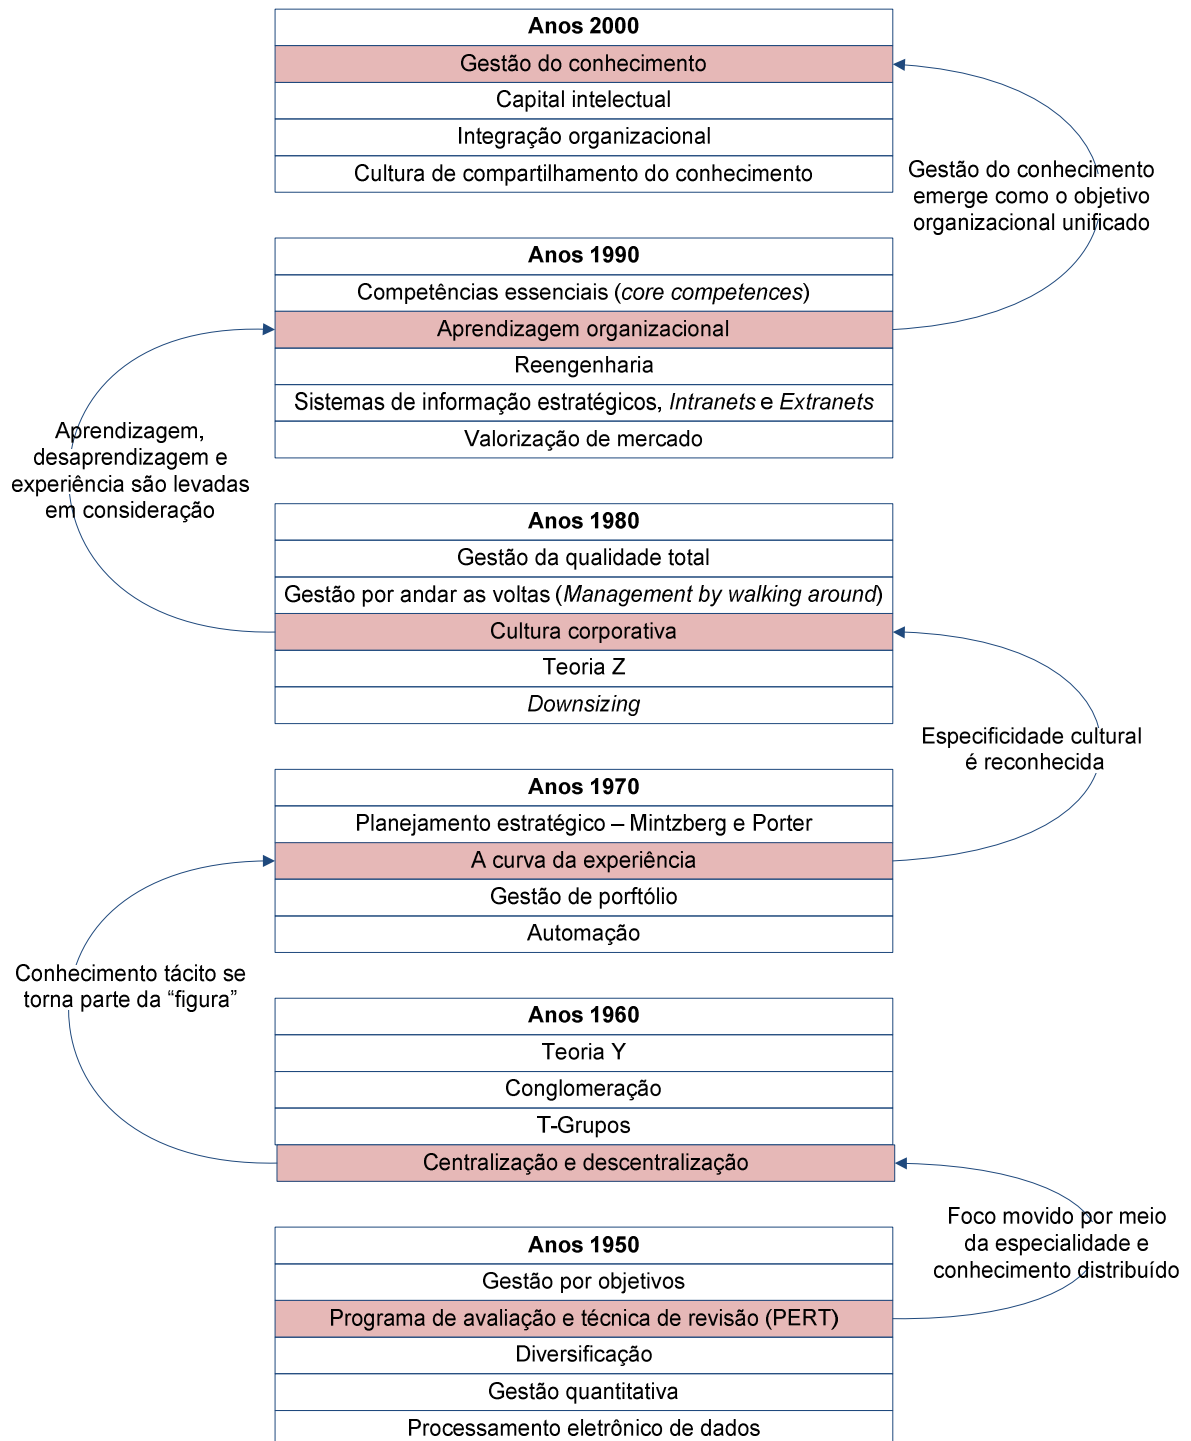 Anos 2000
Gestão do conhecimento
Capital intelectual
Integração organizacional
Cultura de compartilhamento do conhecimento
Gestão do conhecimento
emerge como o objetivo
organizacional unificado
Anos 1990
Competências essenciais (core competences)
Aprendizagem organizacional
Reengenharia
Sistemas de informação estratégicos, Intranets e Extranets
Valorização de mercado
Aprendizagem,
desaprendizagem e
experiência são levadas
em consideração
Anos 1980
Gestão da qualidade total
Gestão por andar as voltas (Management by walking around)
Cultura corporativa
Teoria Z
Downsizing
Especificidade cultural
é reconhecida
Anos 1970
Planejamento estratégico – Mintzberg e Porter
A curva da experiência
Gestão de porftólio
Automação
Conhecimento tácito se
torna parte da “figura”
Anos 1960
Teoria Y
Conglomeração
T-Grupos
Centralização e descentralização
Foco movido por meio
da especialidade e
conhecimento distribuído
Anos 1950
Gestão por objetivos
Programa de avaliação e técnica de revisão (PERT)
Diversificação
Gestão quantitativa
Processamento eletrônico de dados